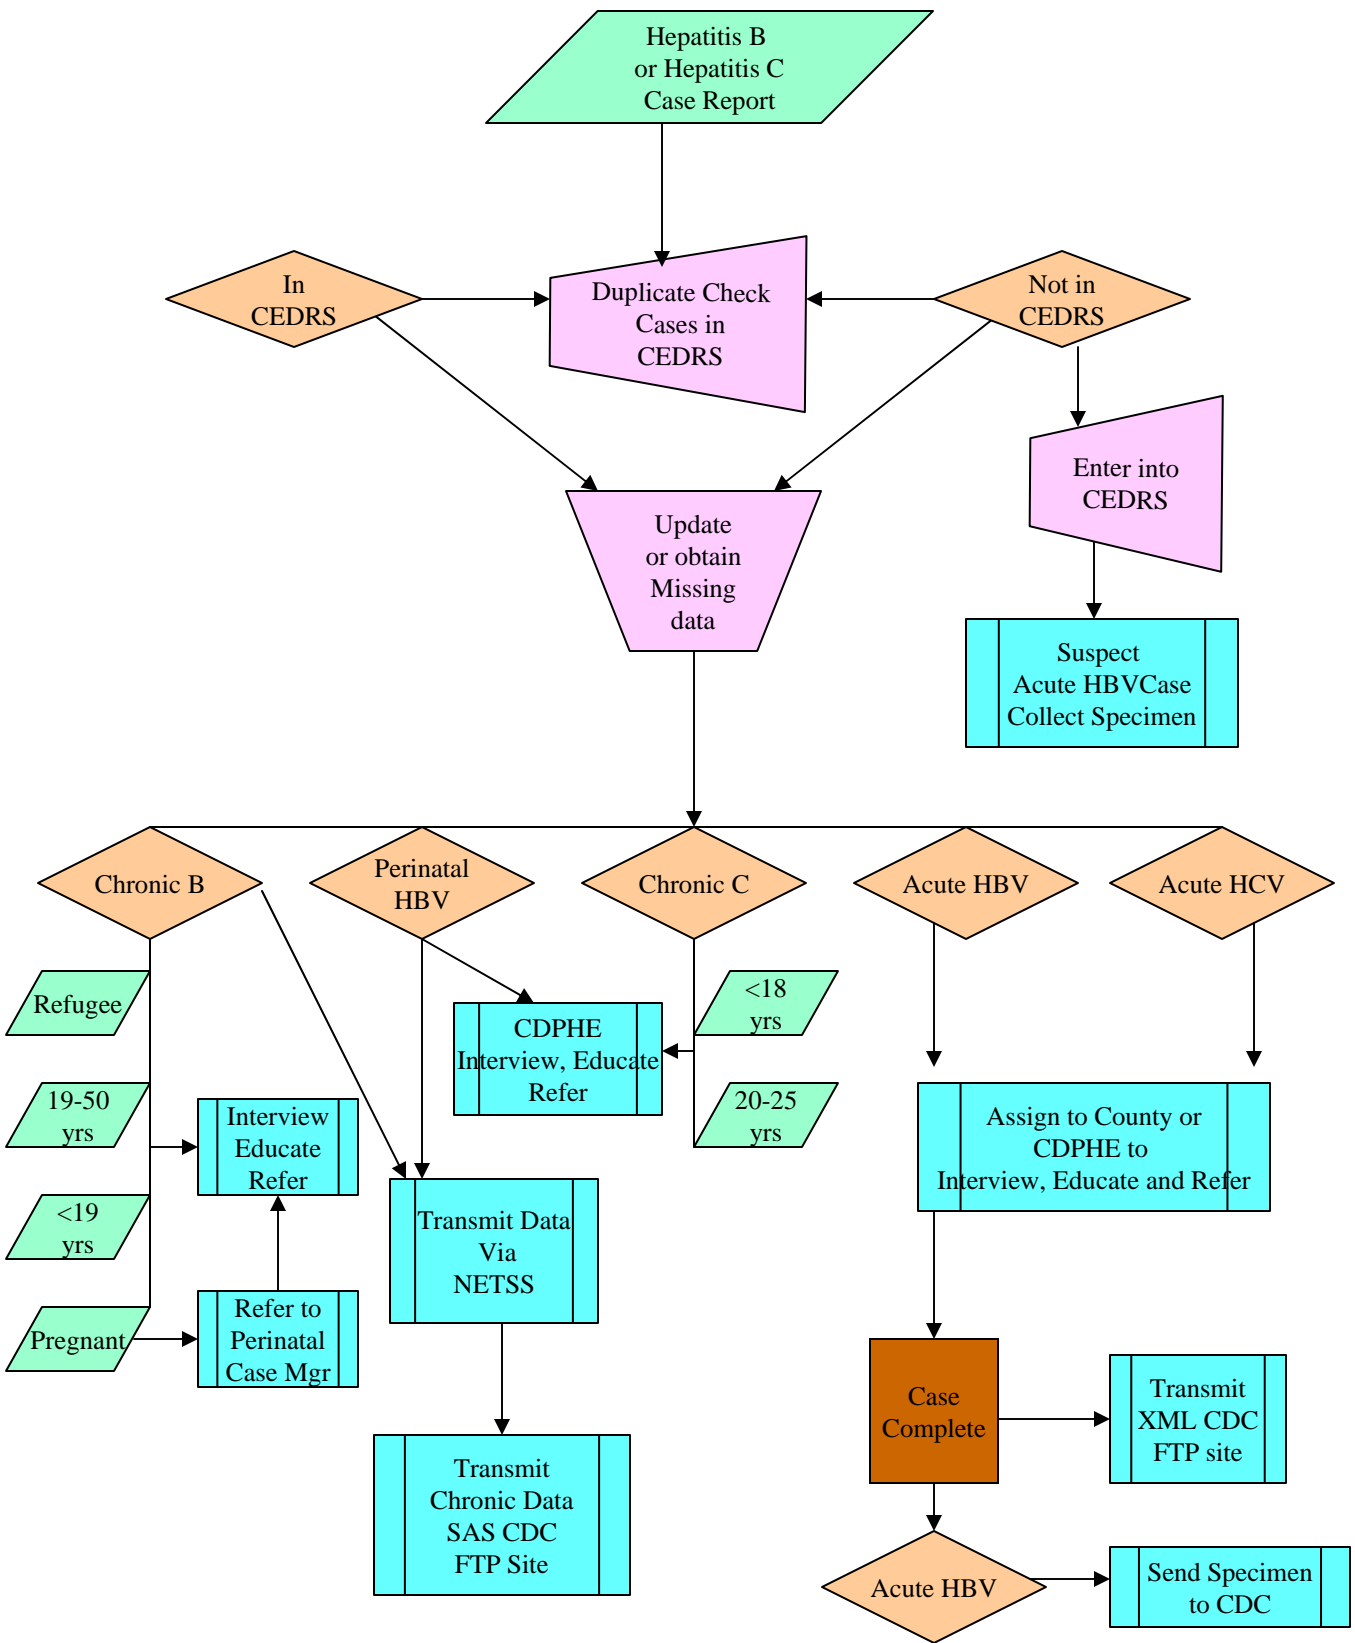 Hepatitis B
or Hepatitis C
Case Report
In
CEDRS
Duplicate Check
Cases in
CEDRS
Not in
CEDRS
Enter into
CEDRS
Update
or obtain
Missing
data
Suspect
Acute HBVCase
Collect Specimen
Chronic B
Perinatal
HBV
Chronic C
Acute HBV
Acute HCV
Refugee
19-50
yrs
<19
yrs
Pregnant
Interview
Educate
Refer
Refer to
Perinatal
Case Mgr
CDPHE
Interview, Educate
Refer
<18
yrs
20-25
yrs
Transmit Data
Via
NETSS
Transmit
Chronic Data
SAS CDC
FTP Site
Assign to County or
CDPHE to
Interview, Educate and Refer
Case
Complete
Transmit
XML CDC
FTP site
Acute HBV
Send Specimen
to CDC